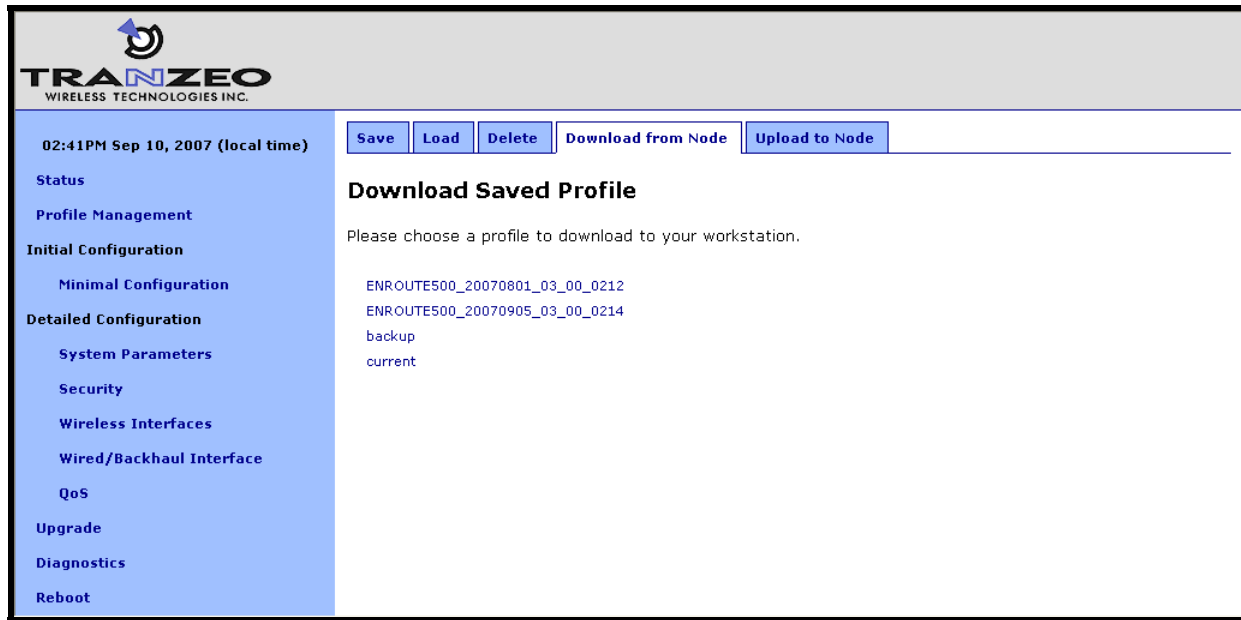 TRANZEO
WIRELESS TECHNOLOGIES INC.
02:41PM Sep 10, 2007 (local time)
Status
Profile Management
Initial Configuration
Minimal Configuration
Detailed Configuration
System Parameters
Security
Wireless Interfaces
Wired/Backhaul Interface
QoS
Upgrade
Diagnostics
Reboot
Save Load Delete Download from Node Upload to Node
Download Saved Profile
Please choose a profile to download to your workstation.
ENROUTE500_20070801_03_00_0212
ENROUTE500_20070905_03_00_0214
backup
current